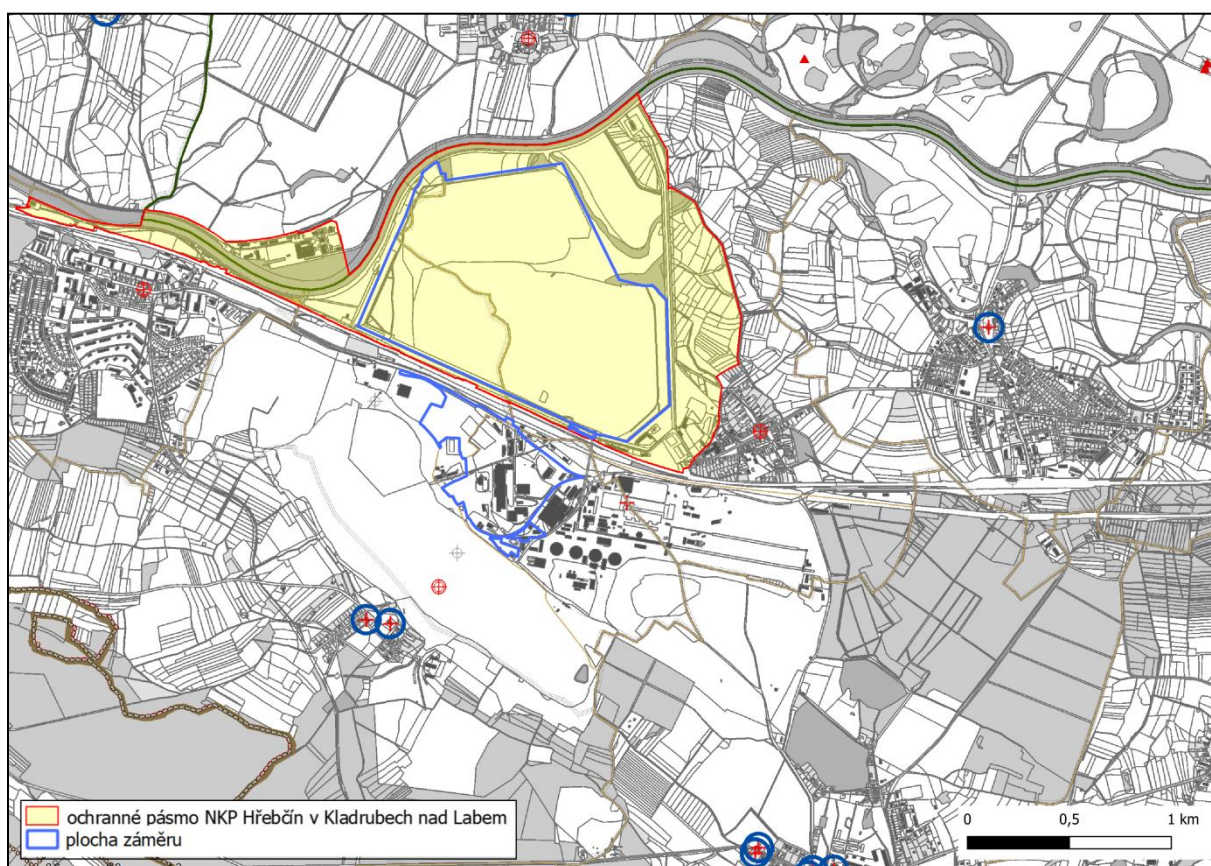 ochranné pásmo NKP Hřebčín v Kladrubech nad Labem
plocha záměru
0 0,5 1 km